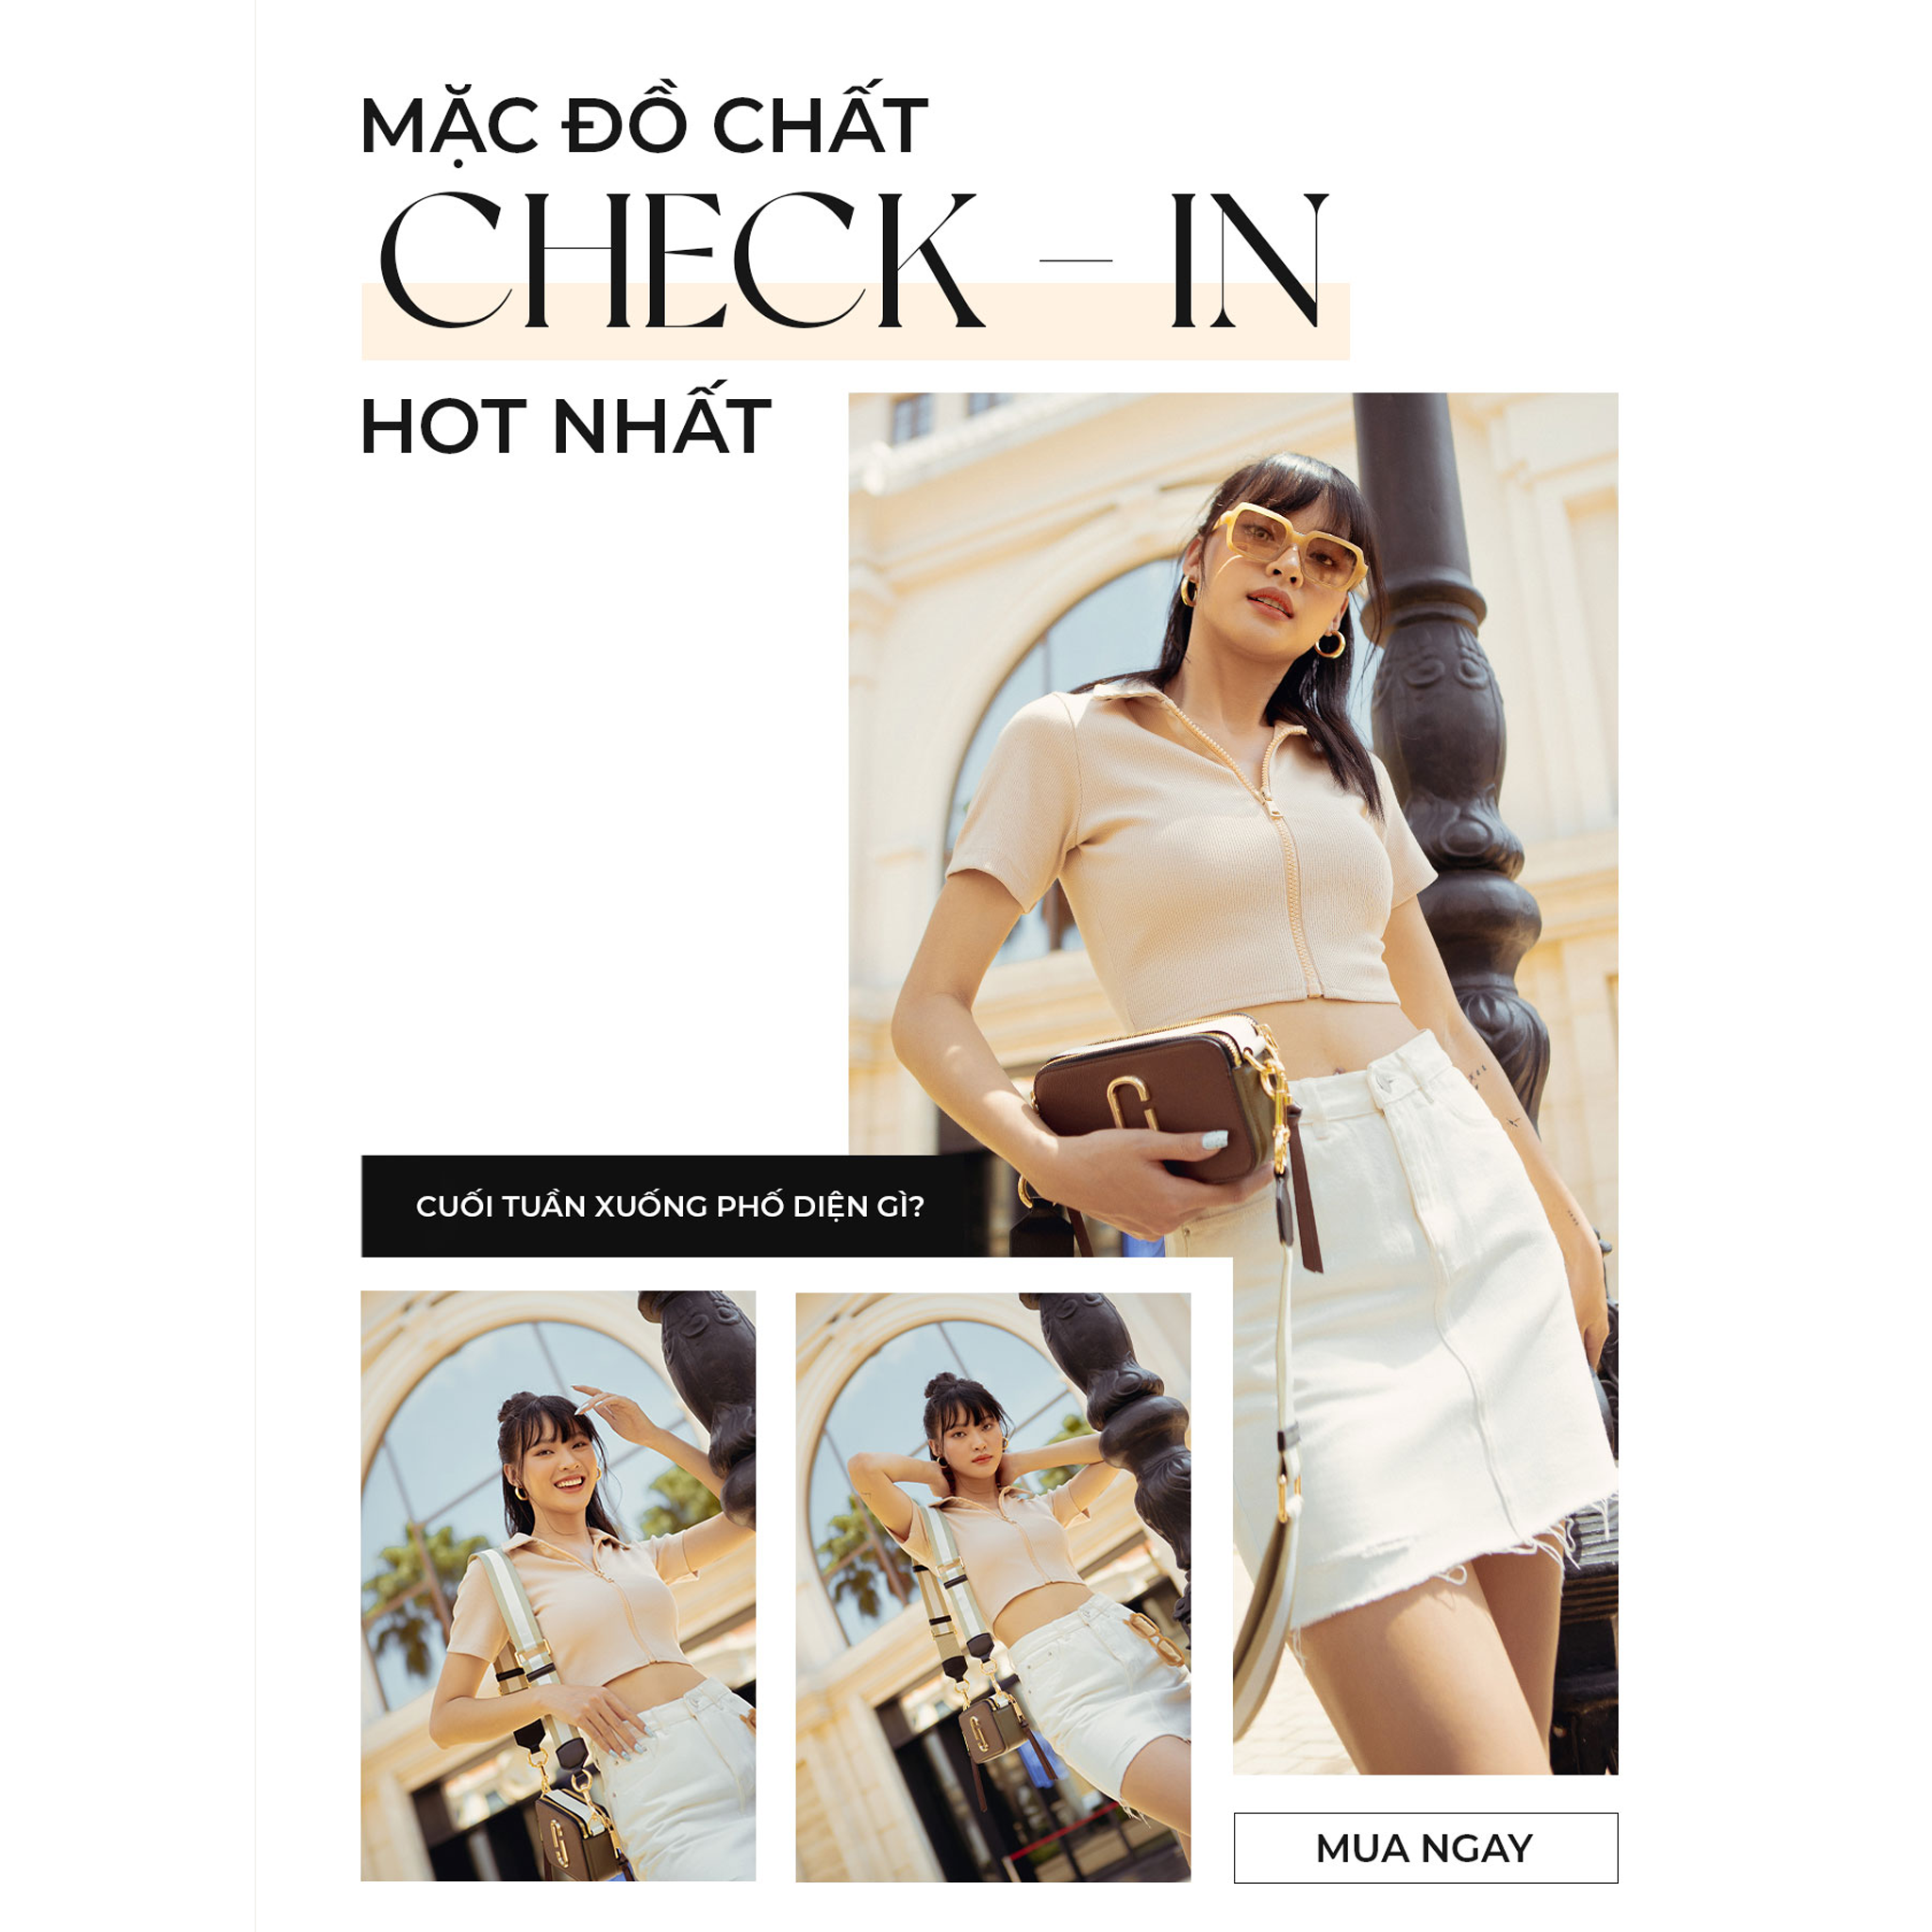 MẶC ĐỒ CHẤT
CHECK – IN
HOT NHẤT
CUỐI TUẦN XUỐNG PHỐ DIỆN GÌ?
MUA NGAY